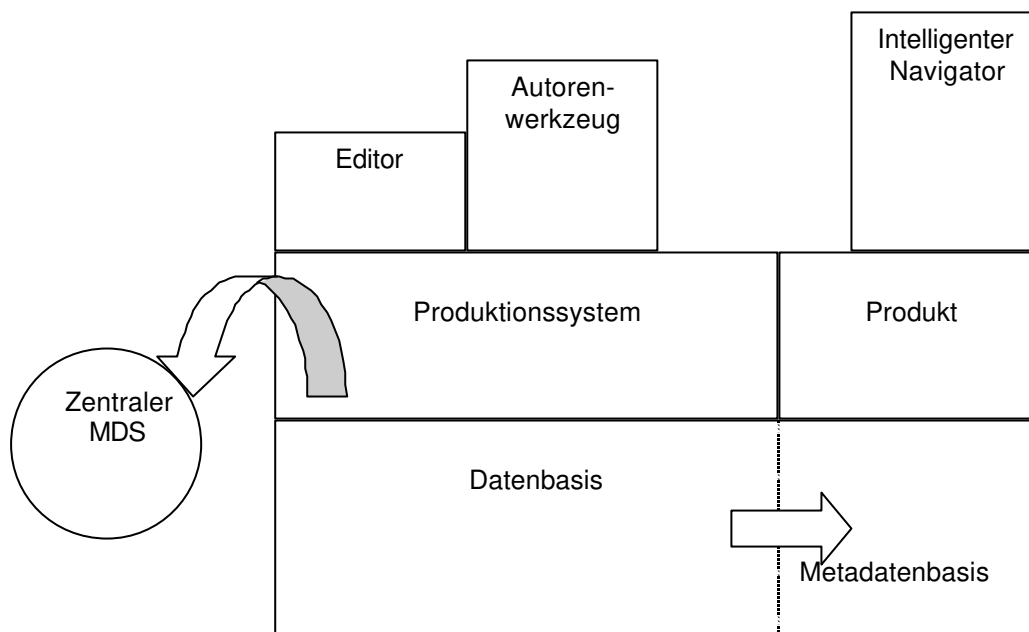 Intelligenter
Navigator
Autoren-
werkzeug
Editor
Produktionssystem
Produkt
Zentraler
MDS
Datenbasis
Metadatenbasis